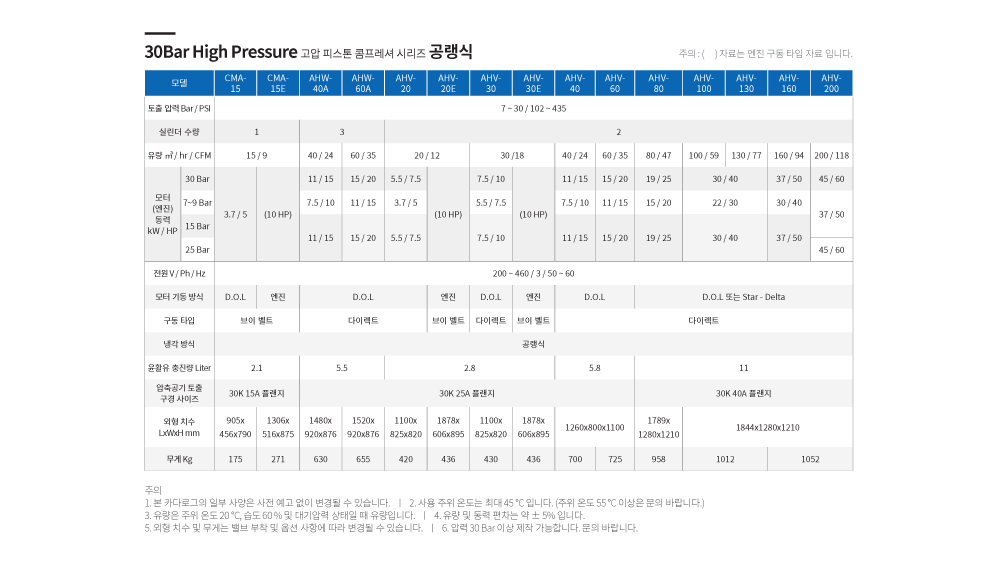 30Bar High Pressure 고압 피스톤 콤프레셔 시리즈 공랭식
주의 : ( ) 자료는 엔진 구동 타입 자료 입니다.
모델 CMA-15 CMA-15E AHW-40A AHW-60A AHV-20 AHV-20E AHV-30 AHV-30E AHV-40 AHV-60 AHV-80 AHV-100 AHV-130 AHV-160 AHV-200
토출 압력 Bar / PSI 7 ~ 30 / 102 ~ 435
실린더 수량 1 3 2
유량 ㎥ / hr / CFM 15 / 9 40 / 24 60 / 35 20 / 12 30 /18 40 / 24 60 / 35 80 / 47 100 / 59 130 / 77 160 / 94 200 / 118
모터 (엔진) 동력 kW / HP
30 Bar 3.7 / 5 (10 HP) 11 / 15 15 / 20 5.5 / 7.5 (10 HP) 7.5 / 10 (10 HP) 11 / 15 15 / 20 19 / 25 30 / 40 37 / 50 45 / 60
7~9 Bar 7.5 / 10 11 / 15 3.7 / 5 5.5 / 7.5 7.5 / 10 11 / 15 15 / 20 22 / 30 30 / 40 37 / 50
15 Bar 11 / 15 15 / 20 5.5 / 7.5 7.5 / 10 11 / 15 15 / 20 19 / 25 30 / 40 37 / 50
25 Bar 45 / 60
전원 V / Ph / Hz 200 ~ 460 / 3 / 50 ~ 60
모터 기동 방식 D.O.L 엔진 D.O.L 엔진 D.O.L 엔진 D.O.L D.O.L 또는 Star - Delta
구동 타입 브이 벨트 다이랙트 브이 벨트 다이랙트 브이 벨트 다이랙트
냉각 방식 공랭식
윤활유 충진량 Liter 2.1 5.5 2.8 5.8 11
압축공기 토출 구경 사이즈 30K 15A 플랜지 30K 25A 플랜지 30K 40A 플랜지
외형 치수 LxWxH mm 905x456x790 1306x516x875 1480x920x876 1520x920x876 1100x825x820 1878x606x895 1100x825x820 1878x606x895 1260x800x1100 1789x1280x1210 1844x1280x1210
무게 Kg 175 271 630 655 420 436 430 436 700 725 958 1012 1052
주의
1. 본 카다로그의 일부 사양은 사전 예고 없이 변경될 수 있습니다. ㅣ 2. 사용 주위 온도는 최대 45 ℃ 입니다. (주위 온도 55 ℃ 이상은 문의 바랍니다.)
3. 유량은 주위 온도 20 ℃, 습도 60 % 및 대기압력 상태일 때 유량입니다. ㅣ 4. 유량 및 동력 편차는 약 ± 5% 입니다.
5. 외형 치수 및 무게는 밸브 부착 및 옵션 사항에 따라 변경될 수 있습니다. ㅣ 6. 압력 30 Bar 이상 제작 가능합니다. 문의 바랍니다.